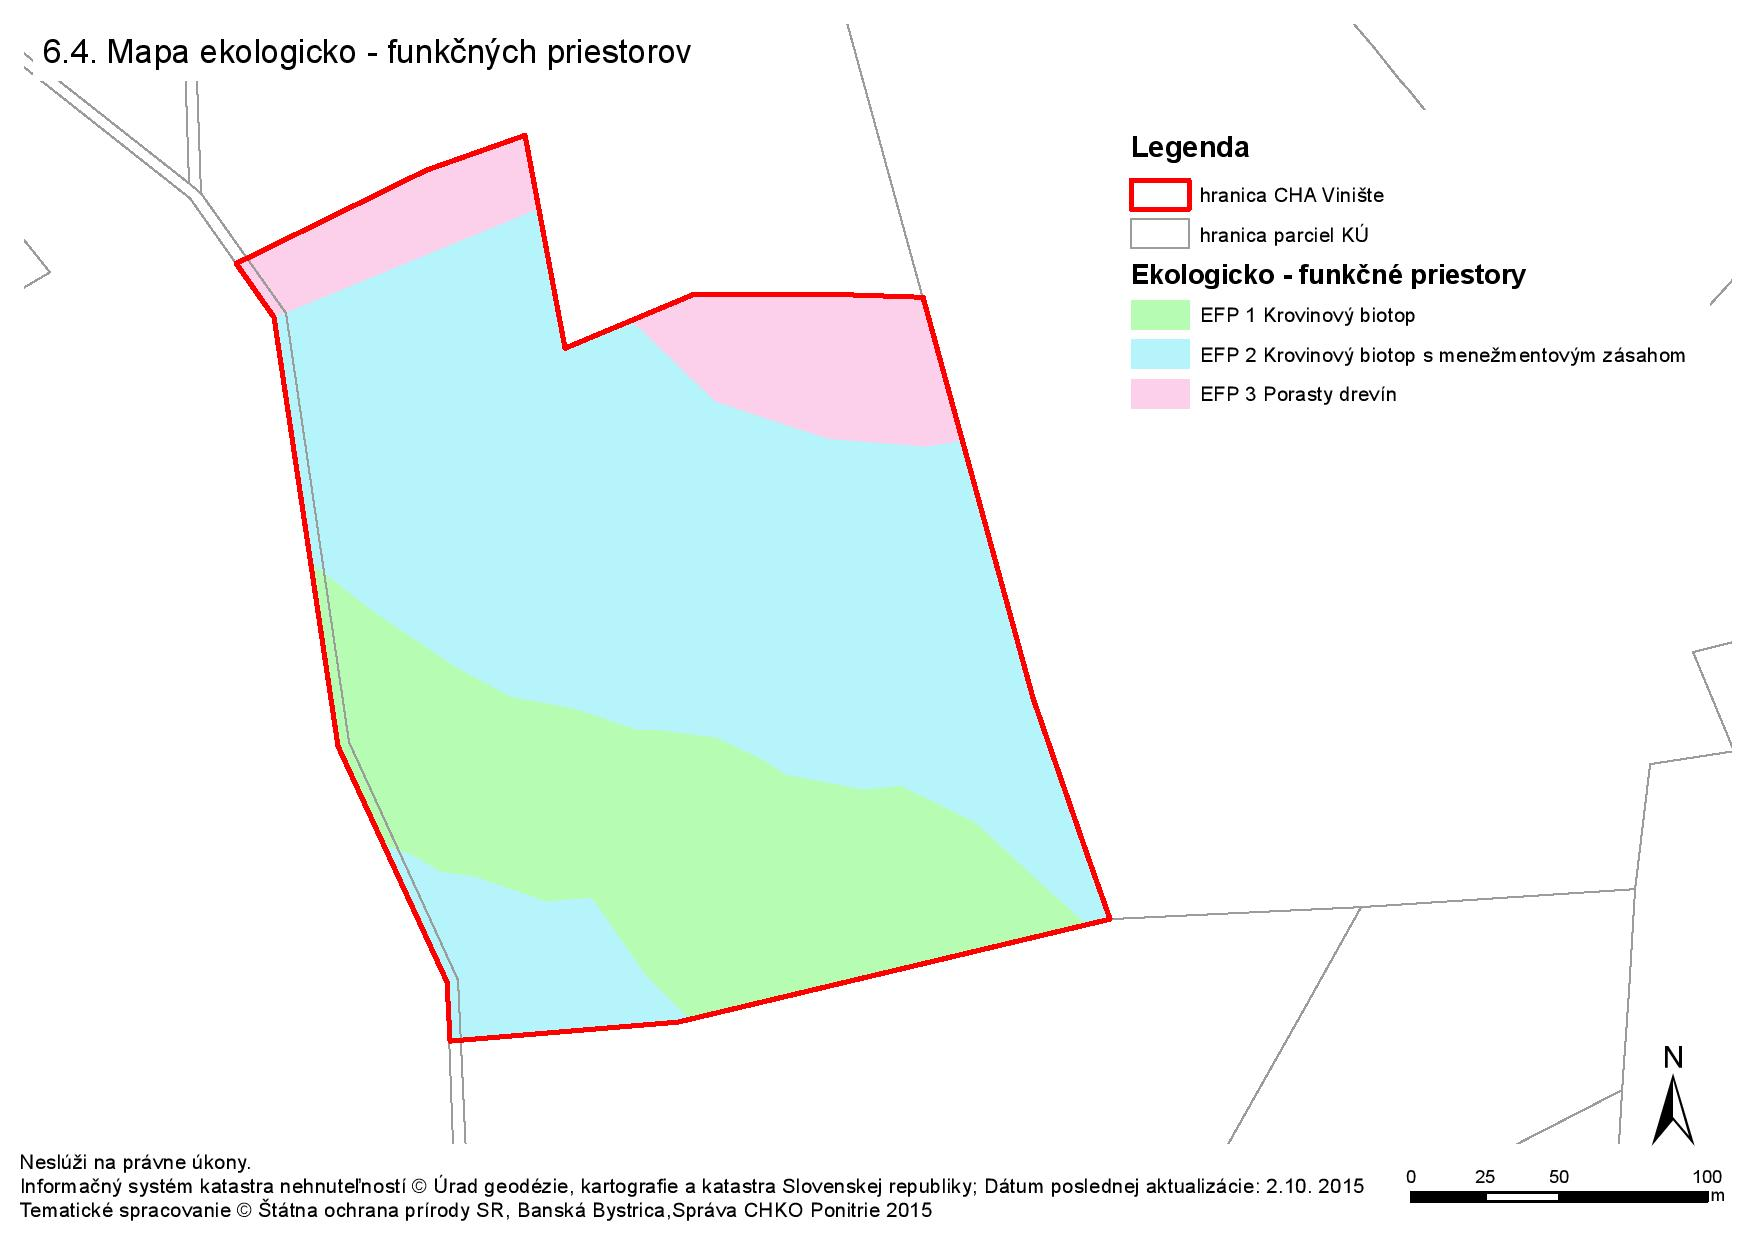 6.4. Mapa ekologicko - funkčných priestorov
Legenda
hranica CHA Vinište
hranica parciel KÚ
Ekologicko - funkčné priestory
EFP 1 Krovinový biotop
EFP 2 Krovinový biotop s menežmentovým zásahom
EFP 3 Porasty drevín
N
0 25 50 100
m
Neslúži na právne úkony.
Informačný systém katastra nehnuteľností © Úrad geodézie, kartografie a katastra Slovenskej republiky; Dátum poslednej aktualizácie: 2.10. 2015
Tematické spracovanie © Štátna ochrana prírody SR, Banská Bystrica,Správa CHKO Ponitrie 2015